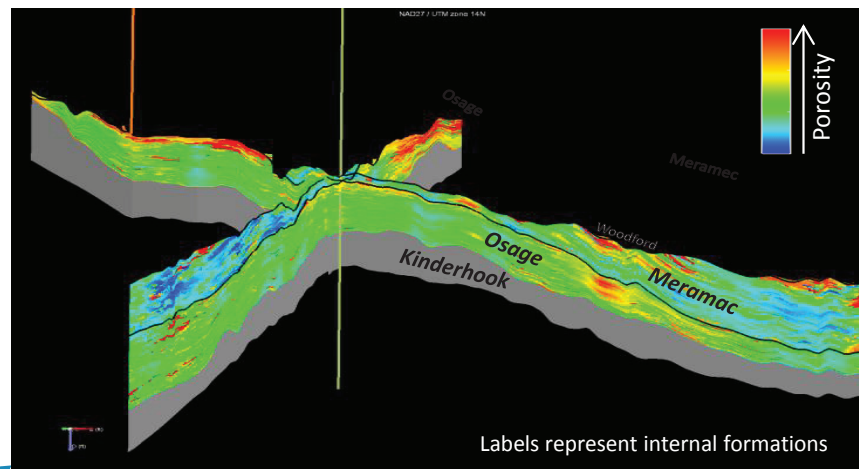 NAD27 / UTM zone 14N
Porosity
Osage
Meramec
Woodford
Osage
Meramac
Kinderhook
Labels represent internal formations